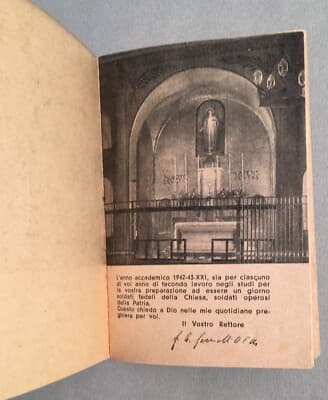 L'anno accademico 1942-43-XXI, sia per ciascuno
di voi anno di fecondo lavoro negli studi per
la vostra preparazione ad essere un giorno
soldati fedeli della Chiesa, soldati operosi
della Patria.
Questo chiedo a Dio nelle mie quotidiane pre-
ghiere per voi.
Il Vostro Rettore